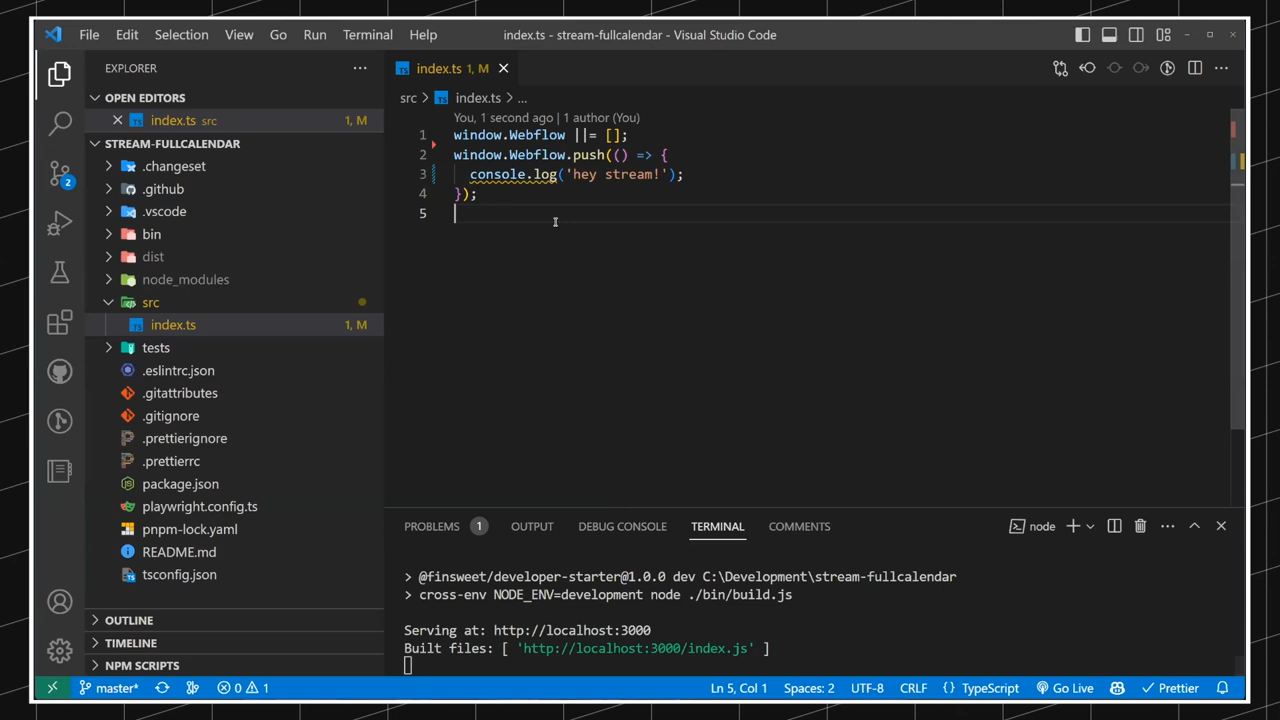 File Edit Selection View Go Run Terminal Help index.ts - stream-fullcalendar - Visual Studio Code
EXPLORER
OPEN EDITORS
index.ts src 1, M
STREAM-FULLCALENDAR
.changeset
.github
.vscode
bin
dist
node_modules
src
index.ts 1, M
tests
.eslintrc.json
.gitattributes
.gitignore
.prettierignore
.prettierrc
package.json
playwright.config.ts
pnpm-lock.yaml
README.md
tsconfig.json
OUTLINE
TIMELINE
NPM SCRIPTS
2
TS index.ts 1, M
src > TS index.ts > ...
You, 1 second ago | 1 author (You)
1 window.Webflow ||= [];
2 window.Webflow.push(() => {
3 console.log('hey stream!');
4 });
5
PROBLEMS 1 OUTPUT DEBUG CONSOLE TERMINAL COMMENTS node
> @finsweet/developer-starter@1.0.0 dev C:\Development\stream-fullcalendar
> cross-env NODE_ENV=development node ./bin/build.js
Serving at: http://localhost:3000
Built files: [ 'http://localhost:3000/index.js' ]
master* 0 1 Ln 5, Col 1 Spaces: 2 UTF-8 CRLF {} TypeScript Go Live Prettier